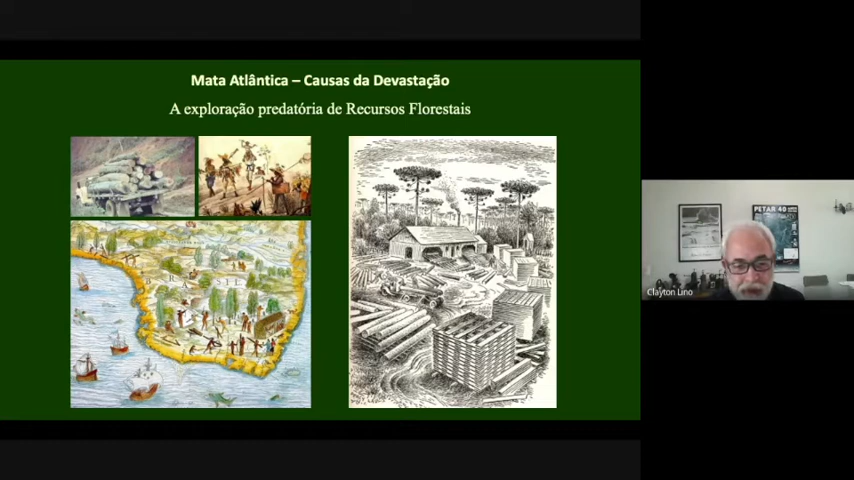 Mata Atlântica – Causas da Devastação
A exploração predatória de Recursos Florestais
PETAR 40
Clayton Lino